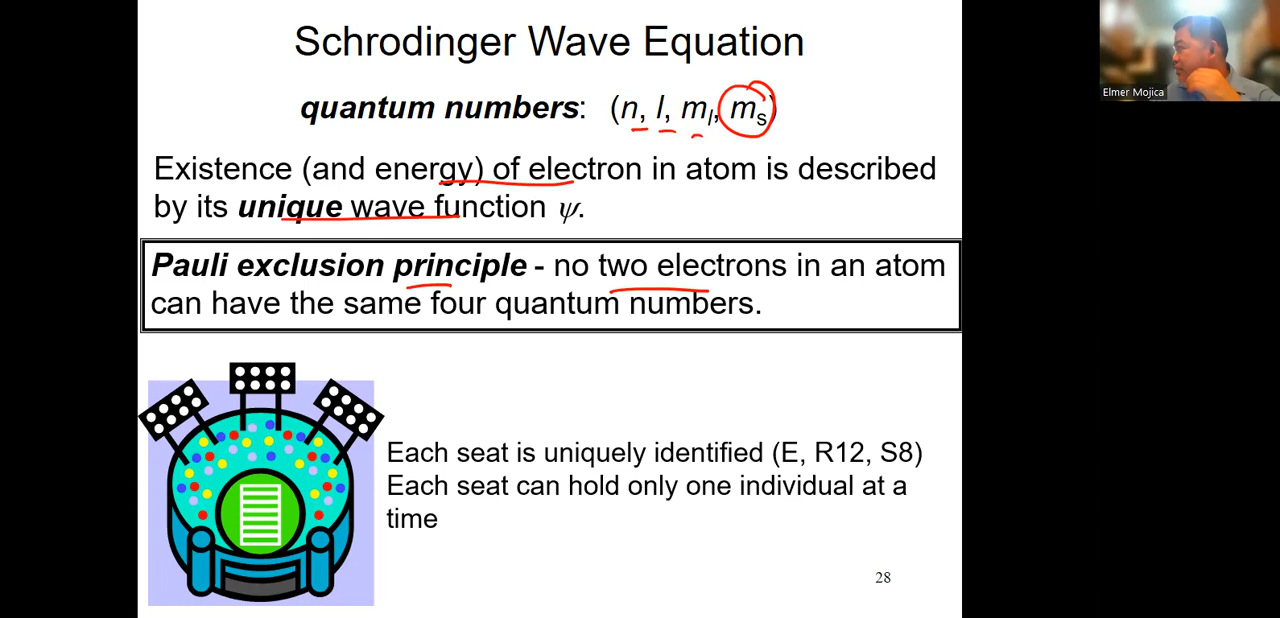 Schrodinger Wave Equation
quantum numbers: (n, l, mₗ, mₛ)
Existence (and energy) of electron in atom is described
by its unique wave function ψ.
Pauli exclusion principle - no two electrons in an atom
can have the same four quantum numbers.
Each seat is uniquely identified (E, R12, S8)
Each seat can hold only one individual at a
time
28
Elmer Mojica